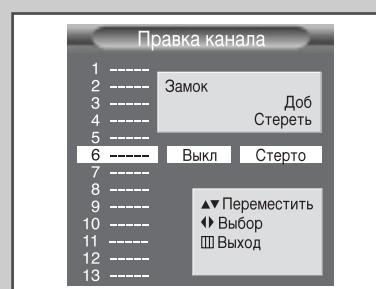 Правка канала
1 -----
2 ----- Замок
3 ----- Доб
4 ----- Стереть
5 -----
6 ----- Выкл Стерто
7 -----
8 -----
9 ----- ▲▼ Переместить
10 ----- ◀▶ Выбор
11 ----- Выход
12 -----
13 -----